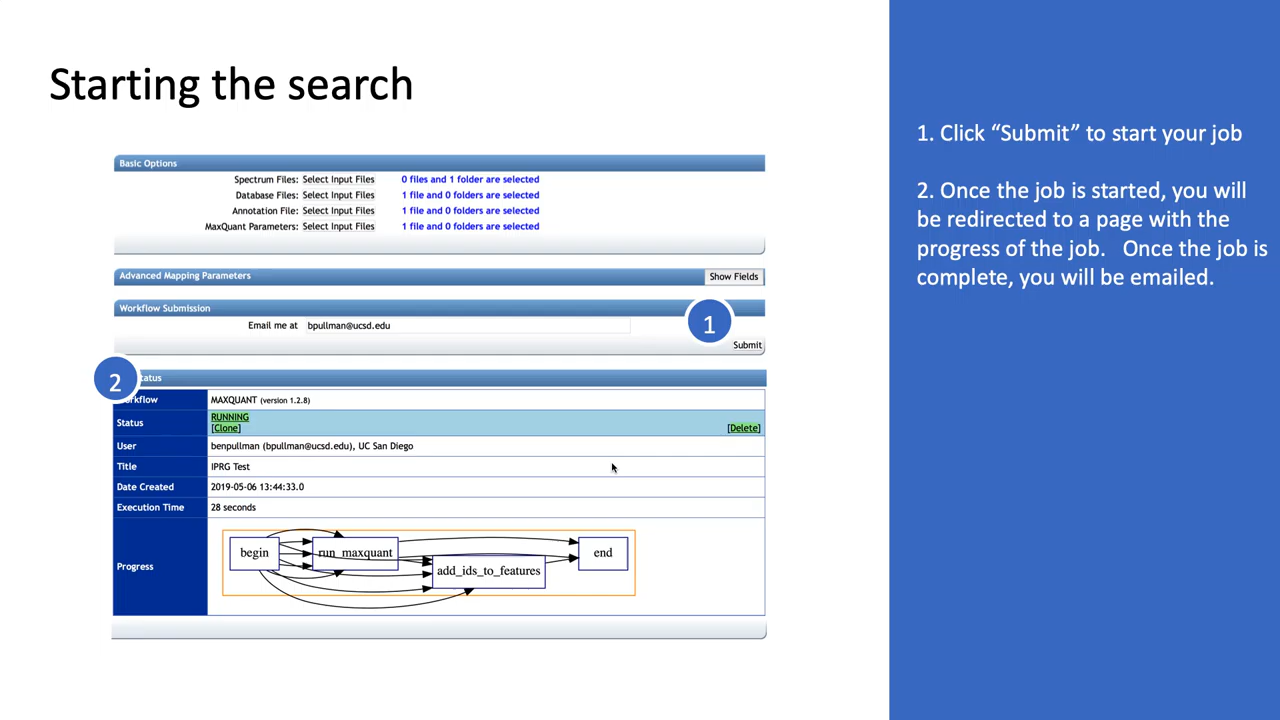 Starting the search
Basic Options
Spectrum Files: Select Input Files 0 files and 1 folder are selected
Database Files: Select Input Files 1 file and 0 folders are selected
Annotation File: Select Input Files 1 file and 0 folders are selected
MaxQuant Parameters: Select Input Files 1 file and 0 folders are selected
Advanced Mapping Parameters Show Fields
Workflow Submission
Email me at bpullman@ucsd.edu
1
Submit
2
Workflow MAXQUANT (version 1.2.8)
Status RUNNING
[Clone] [Delete]
User benpullman (bpullman@ucsd.edu), UC San Diego
Title IPRG Test
Date Created 2019-05-06 13:44:33.0
Execution Time 28 seconds
Progress
begin run_maxquant end
add_ids_to_features
1. Click “Submit” to start your job
2. Once the job is started, you will
be redirected to a page with the
progress of the job. Once the job is
complete, you will be emailed.